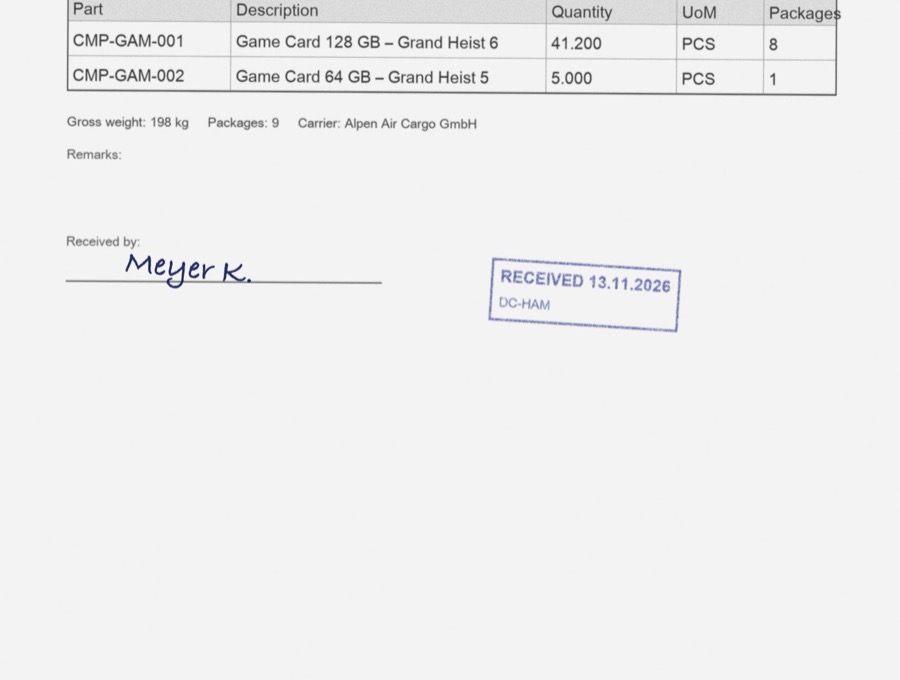 Part Description Quantity UoM Packages
CMP-GAM-001 Game Card 128 GB – Grand Heist 6 41.200 PCS 8
CMP-GAM-002 Game Card 64 GB – Grand Heist 5 5.000 PCS 1
Gross weight: 198 kg Packages: 9 Carrier: Alpen Air Cargo GmbH
Remarks:
Received by:
Meyer K.
RECEIVED 13.11.2026
DC-HAM